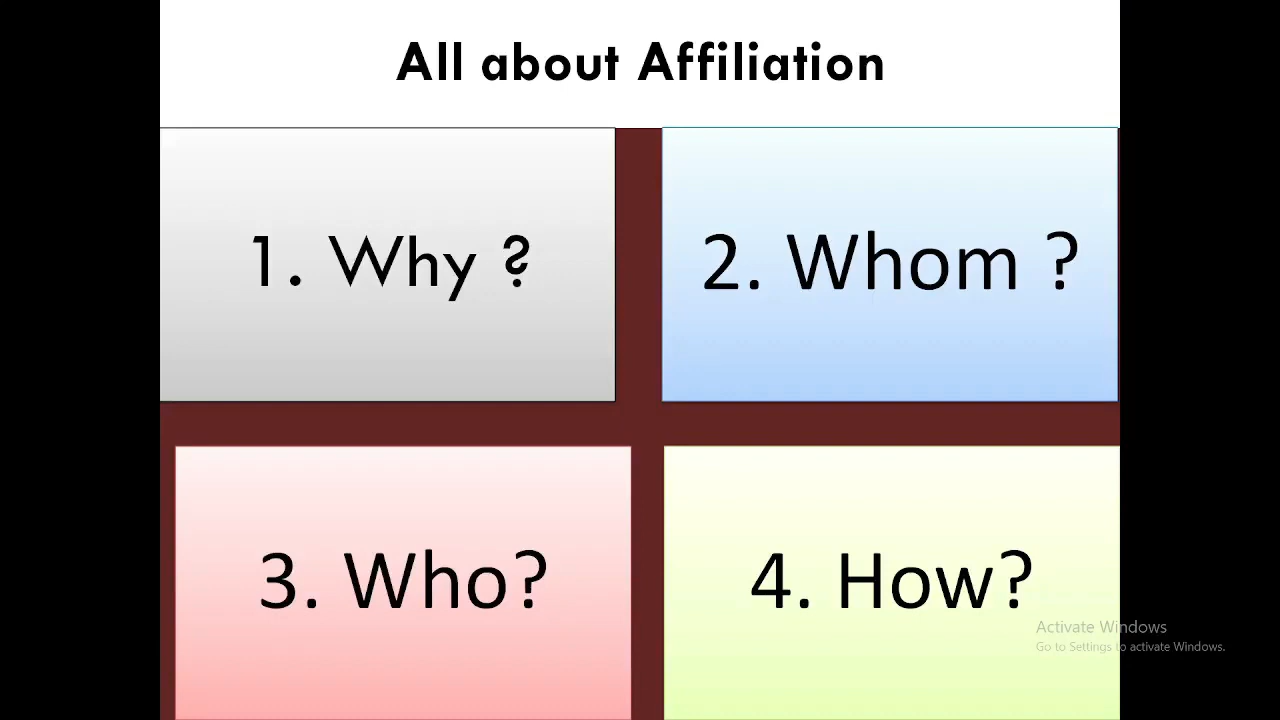 All about Affiliation
1. Why ?
2. Whom ?
3. Who?
4. How?
Activate Windows
Go to Settings to activate Windows.